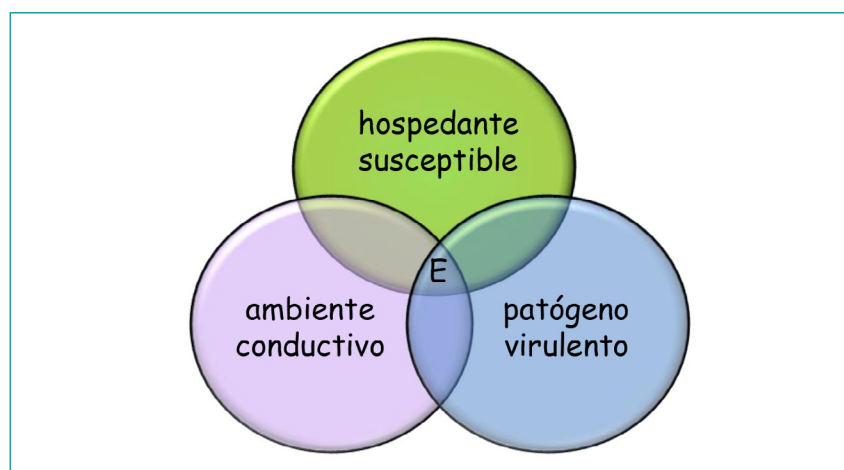 hospedante
susceptible
E
ambiente
conductivo
patógeno
virulento